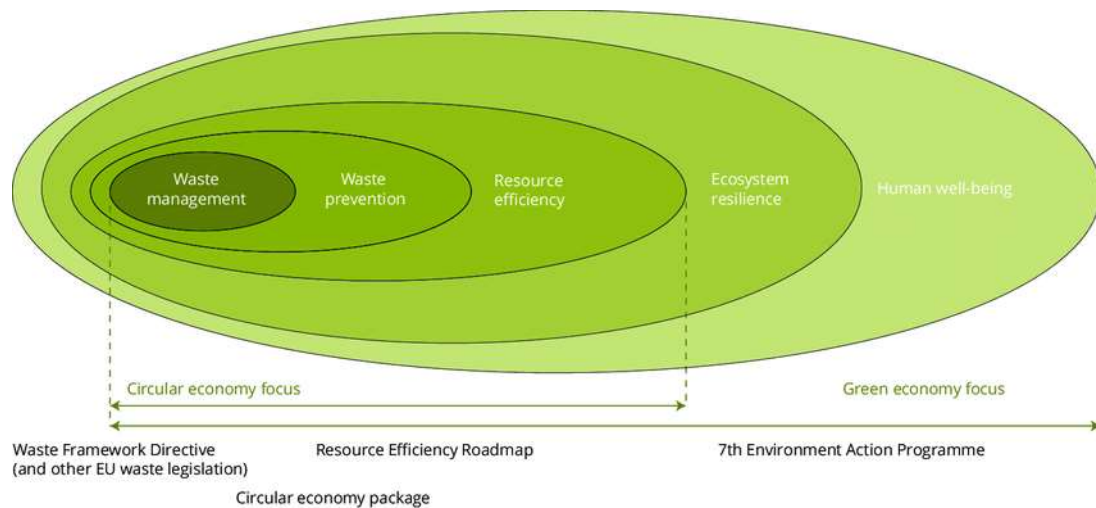 Waste
management
Waste
prevention
Resource
efficiency
Ecosystem
resilience
Human well-being
Circular economy focus
Green economy focus
Waste Framework Directive
(and other EU waste legislation)
Resource Efficiency Roadmap
7th Environment Action Programme
Circular economy package